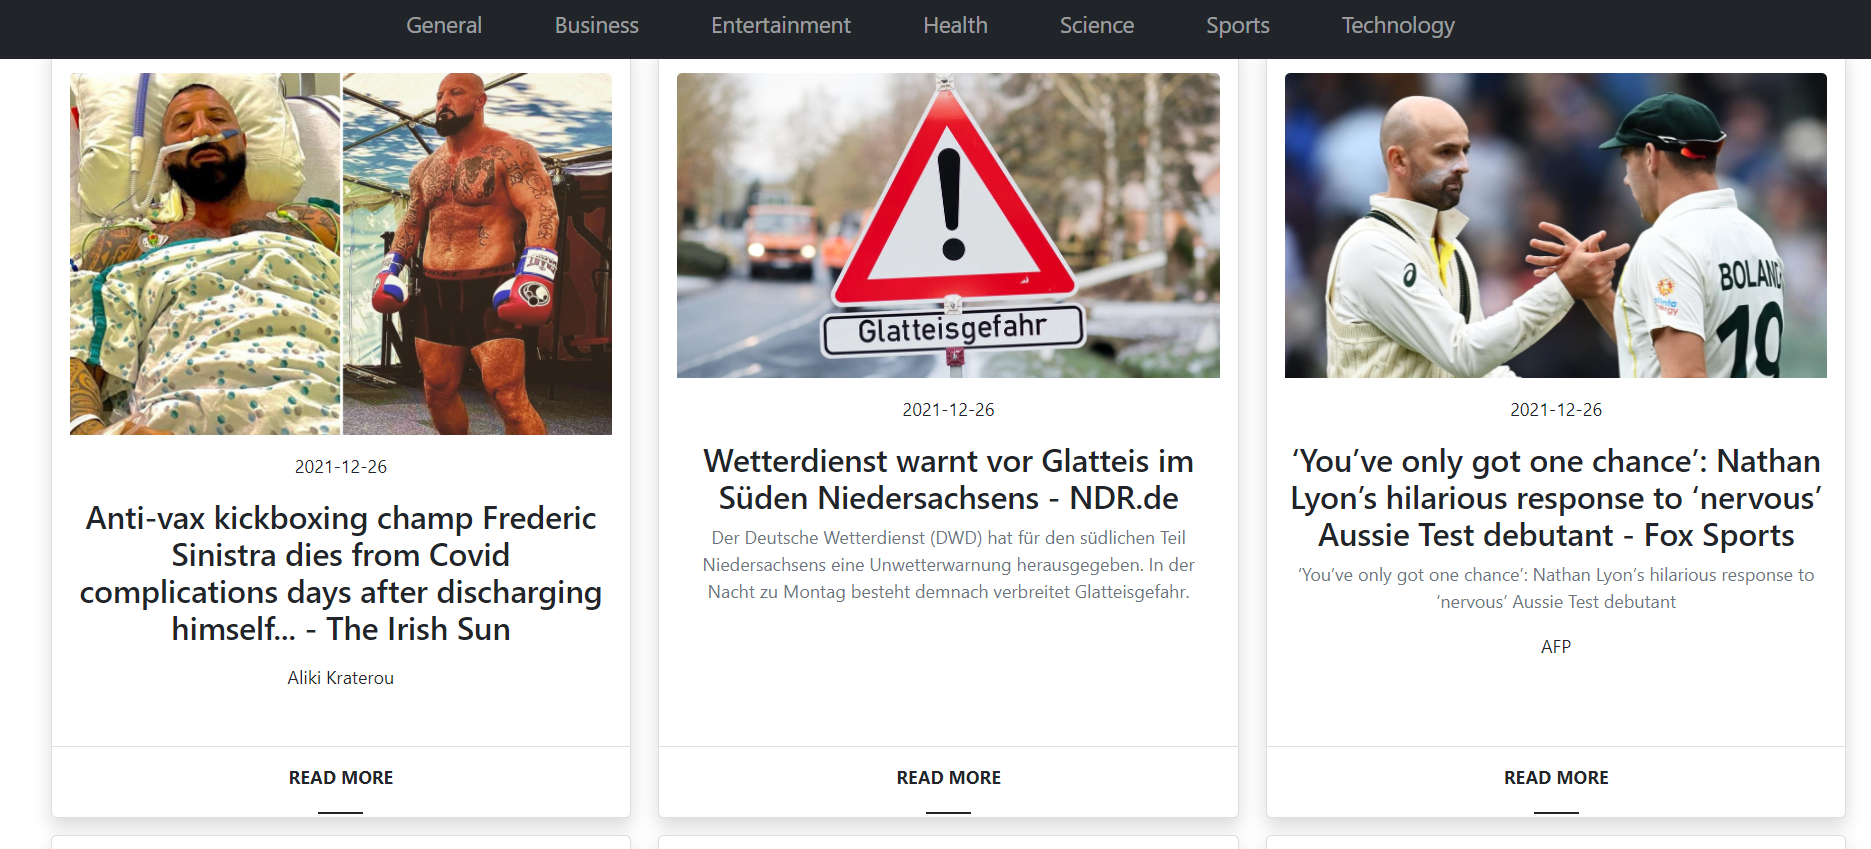 General Business Entertainment Health Science Sports Technology
2021-12-26
Anti-vax kickboxing champ Frederic
Sinistra dies from Covid
complications days after discharging
himself... - The Irish Sun
Aliki Kraterou
READ MORE
Glatteisgefahr
2021-12-26
Wetterdienst warnt vor Glatteis im
Süden Niedersachsens - NDR.de
Der Deutsche Wetterdienst (DWD) hat für den südlichen Teil
Niedersachsens eine Unwetterwarnung herausgegeben. In der
Nacht zu Montag besteht demnach verbreitet Glatteisgefahr.
READ MORE
BOLAND
19
2021-12-26
‘You’ve only got one chance’: Nathan
Lyon’s hilarious response to ‘nervous’
Aussie Test debutant - Fox Sports
‘You’ve only got one chance’: Nathan Lyon’s hilarious response to
‘nervous’ Aussie Test debutant
AFP
READ MORE